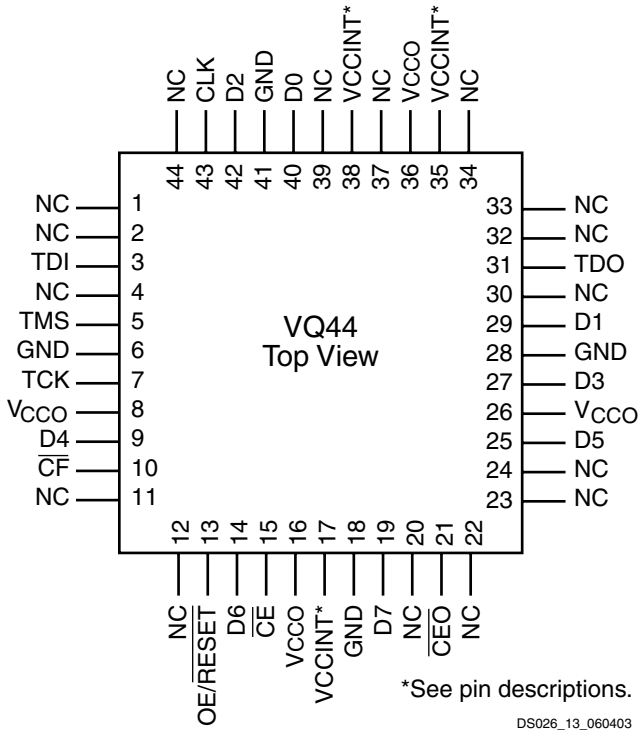 NC
CLK
D2
GND
D0
NC
VCCINT*
NC
VCCO
VCCINT*
NC
44
43
42
41
40
39
38
37
36
35
34
NC 1
NC 2
TDI 3
NC 4
TMS 5
GND 6
TCK 7
VCCO 8
D4 9
CF 10
NC 11
33 NC
32 NC
31 TDO
30 NC
29 D1
28 GND
27 D3
26 VCCO
25 D5
24 NC
23 NC
VQ44
Top View
12
13
14
15
16
17
18
19
20
21
22
NC
OE/RESET
D6
CE
VCCO
VCCINT*
GND
D7
NC
CEO
NC
*See pin descriptions.
DS026_13_060403